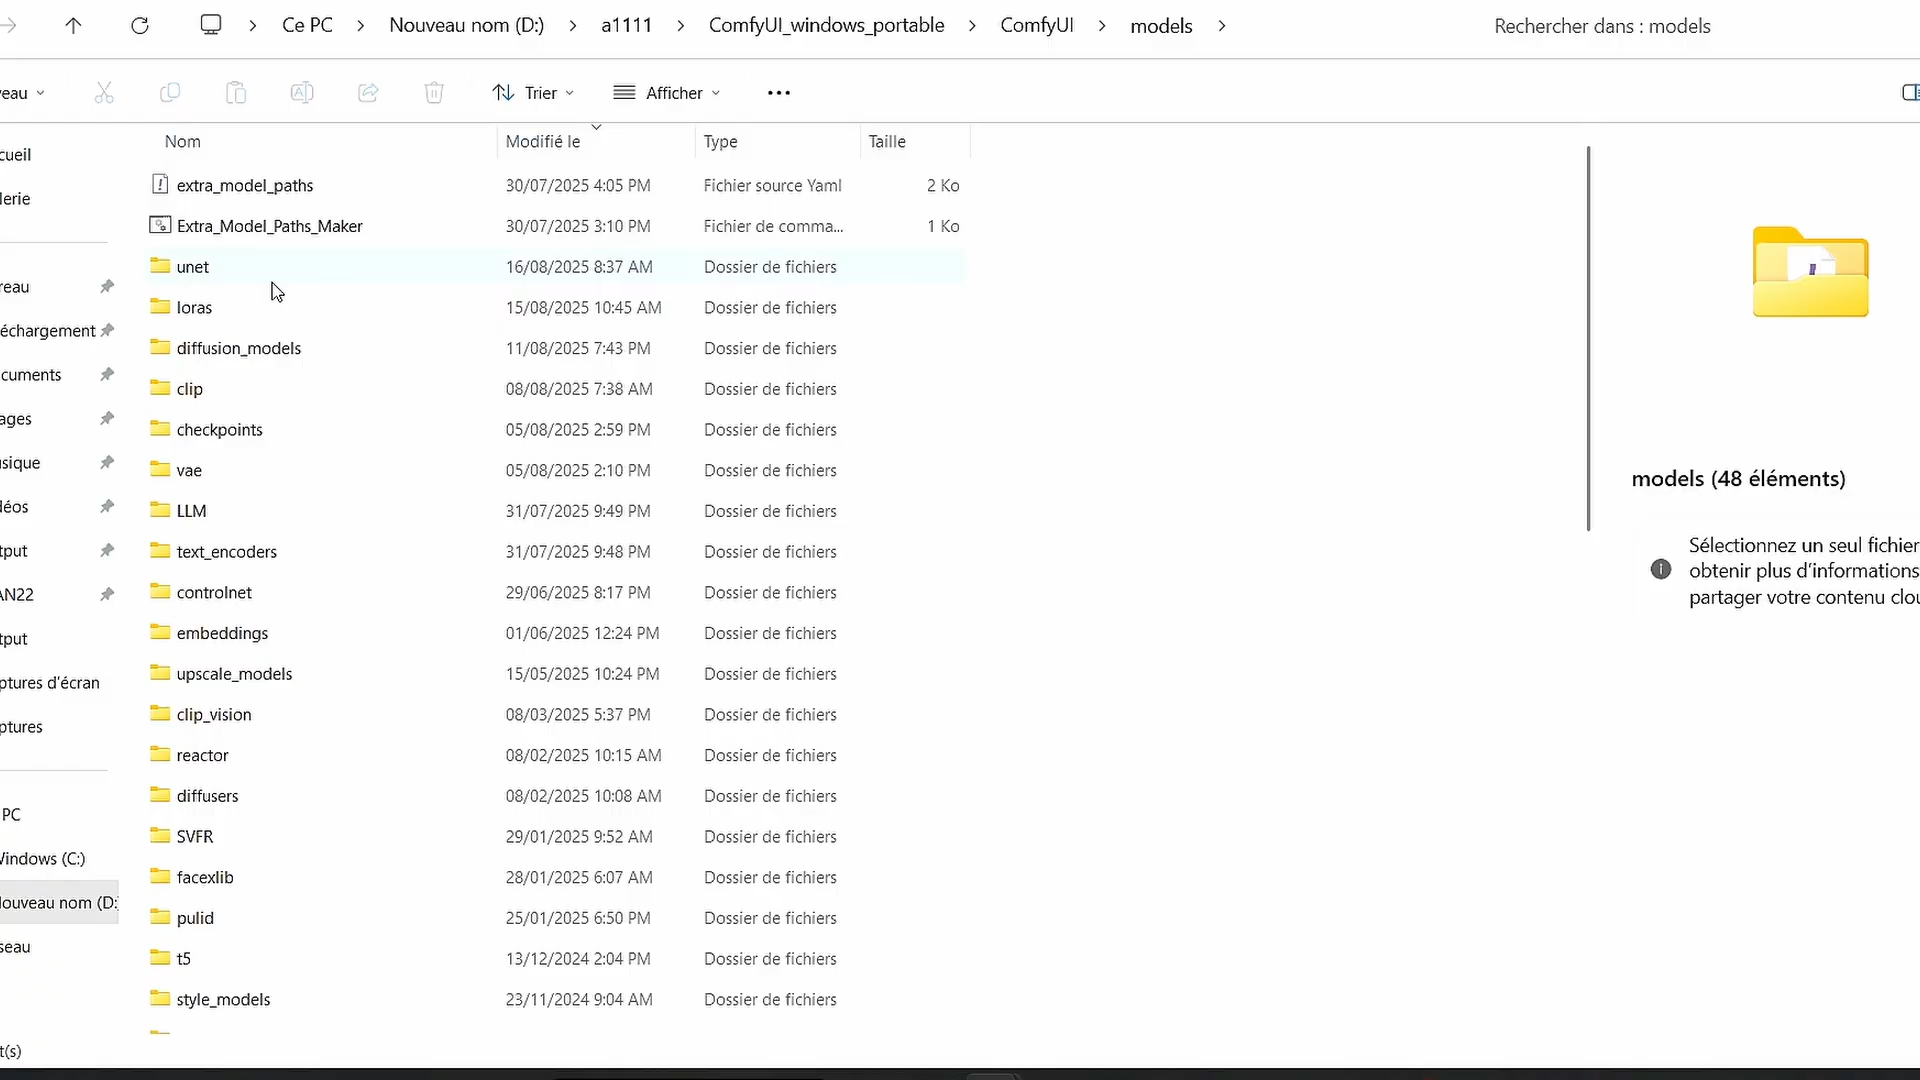 Ce PC > Nouveau nom (D:) > a1111 > ComfyUI_windows_portable > ComfyUI > models >
Rechercher dans : models
eau
Trier
Afficher
•••
Nom Modifié le Type Taille
cueil
lerie
reau
échargement
cuments
ages
sique
déos
tput
AN22
tput
ptures d'écran
ptures
PC
Windows (C:)
Nouveau nom (D:)
seau
t(s)
extra_model_paths 30/07/2025 4:05 PM Fichier source Yaml 2 Ko
Extra_Model_Paths_Maker 30/07/2025 3:10 PM Fichier de comma... 1 Ko
unet 16/08/2025 8:37 AM Dossier de fichiers
loras 15/08/2025 10:45 AM Dossier de fichiers
diffusion_models 11/08/2025 7:43 PM Dossier de fichiers
clip 08/08/2025 7:38 AM Dossier de fichiers
checkpoints 05/08/2025 2:59 PM Dossier de fichiers
vae 05/08/2025 2:10 PM Dossier de fichiers
LLM 31/07/2025 9:49 PM Dossier de fichiers
text_encoders 31/07/2025 9:48 PM Dossier de fichiers
controlnet 29/06/2025 8:17 PM Dossier de fichiers
embeddings 01/06/2025 12:24 PM Dossier de fichiers
upscale_models 15/05/2025 10:24 PM Dossier de fichiers
clip_vision 08/03/2025 5:37 PM Dossier de fichiers
reactor 08/02/2025 10:15 AM Dossier de fichiers
diffusers 08/02/2025 10:08 AM Dossier de fichiers
SVFR 29/01/2025 9:52 AM Dossier de fichiers
facexlib 28/01/2025 6:07 AM Dossier de fichiers
pulid 25/01/2025 6:50 PM Dossier de fichiers
t5 13/12/2024 2:04 PM Dossier de fichiers
style_models 23/11/2024 9:04 AM Dossier de fichiers
models (48 éléments)
Sélectionnez un seul fichier
obtenir plus d'informations
partager votre contenu clou